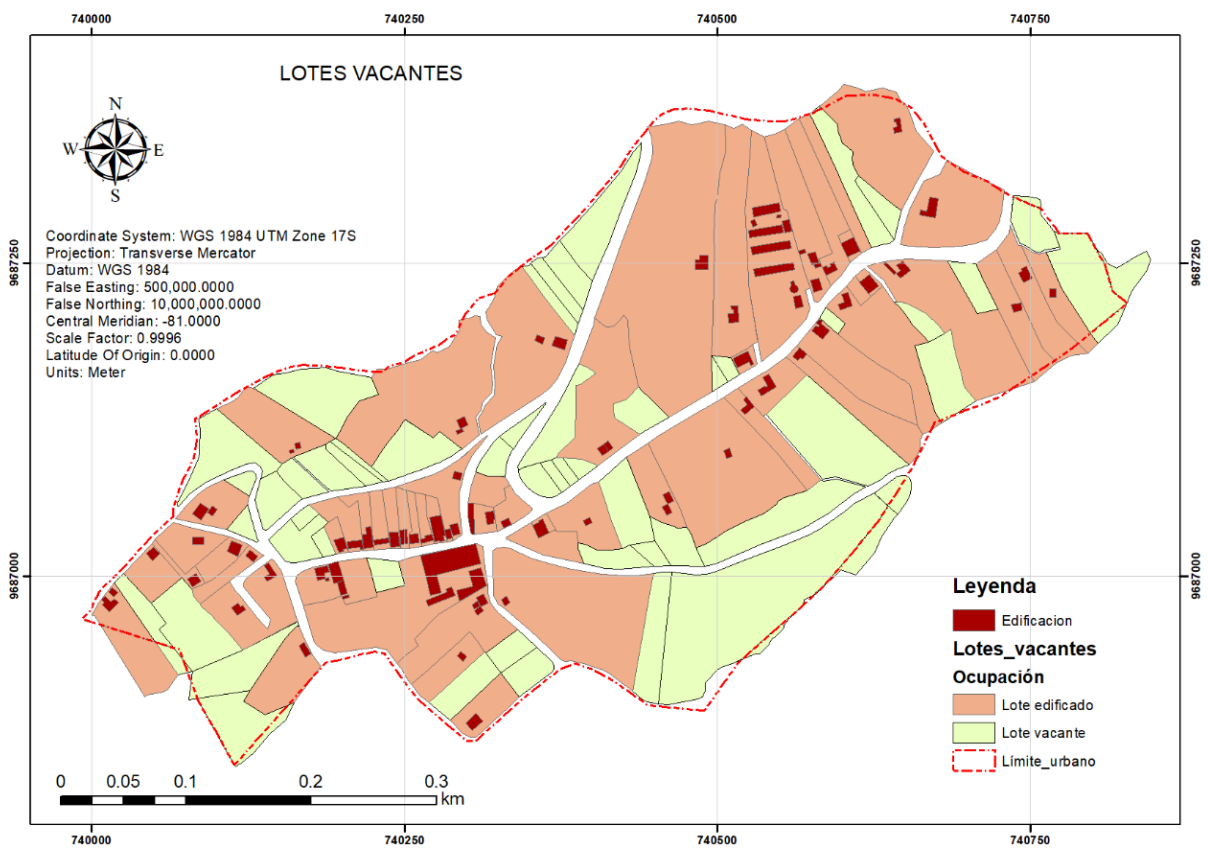 740000 740250 740500 740750
LOTES VACANTES
N
W E
S
Coordinate System: WGS 1984 UTM Zone 17S
Projection: Transverse Mercator
Datum: WGS 1984
False Easting: 500,000.0000
False Northing: 10,000,000.0000
Central Meridian: -81.0000
Scale Factor: 0.9996
Latitude Of Origin: 0.0000
Units: Meter
9687250 9687250
9687000 9687000
Leyenda
Edificacion
Lotes_vacantes
Ocupación
Lote edificado
Lote vacante
Límite_urbano
0 0.05 0.1 0.2 0.3
km
740000 740250 740500 740750